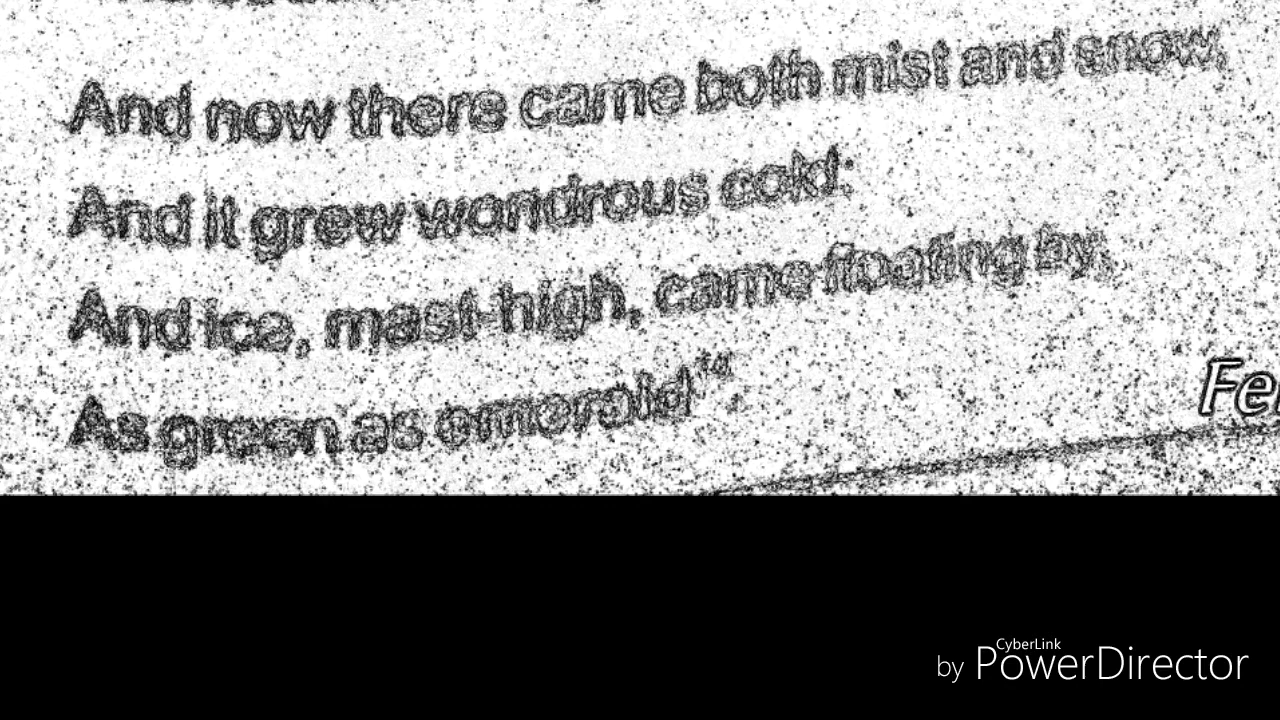 And now there came both mist and snow,
And it grew wondrous cold:
And ice, mast-high, came floating by,
As green as emerald"
Fe
by CyberLink PowerDirector